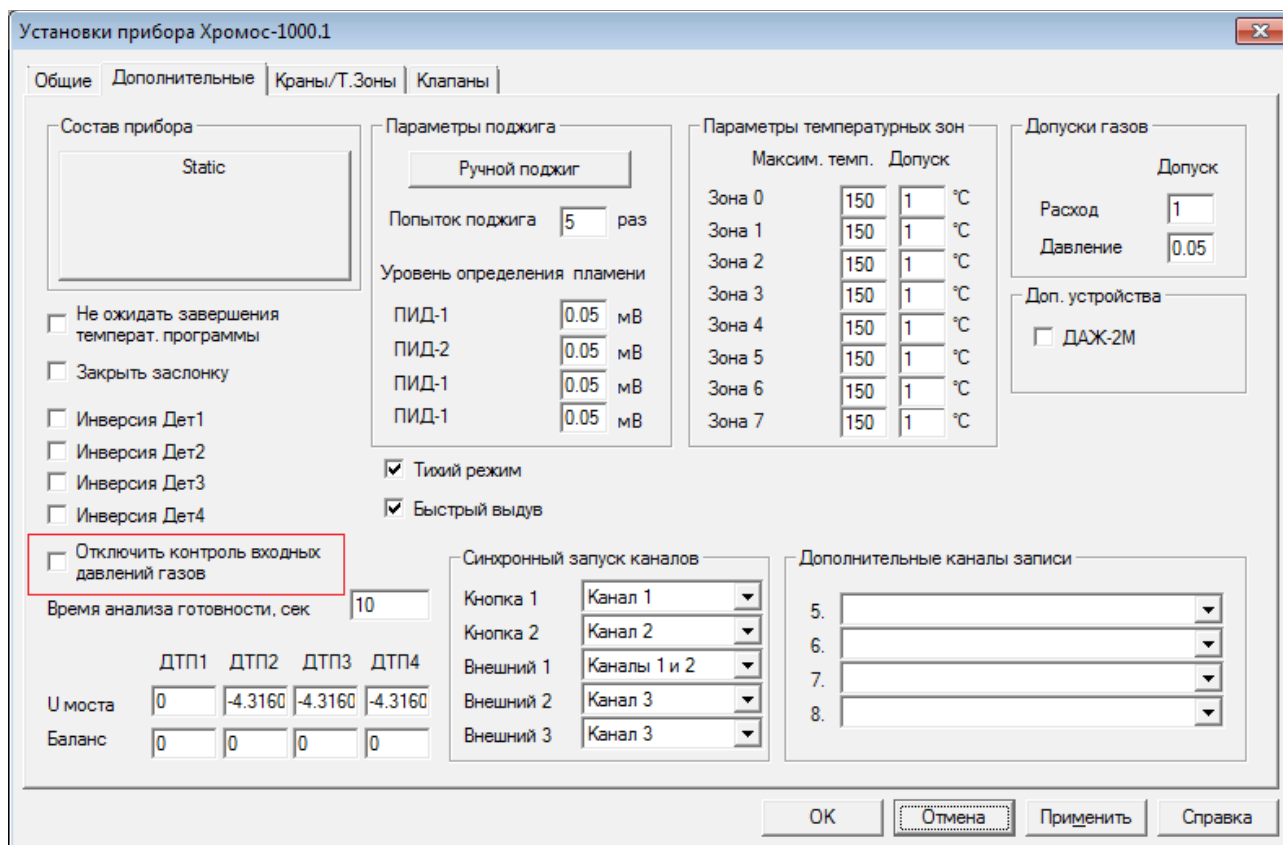 Установки прибора Хромос-1000.1
Общие Дополнительные Краны/Т.Зоны Клапаны
Состав прибора
Static
Не ожидать завершения
температ. программы
Закрыть заслонку
Инверсия Дет1
Инверсия Дет2
Инверсия Дет3
Инверсия Дет4
Отключить контроль входных
давлений газов
Время анализа готовности, сек 10
ДТП1 ДТП2 ДТП3 ДТП4
U моста 0 -4.3160 -4.3160 -4.3160
Баланс 0 0 0 0
Параметры поджига
Ручной поджиг
Попыток поджига 5 раз
Уровень определения пламени
ПИД-1 0.05 мВ
ПИД-2 0.05 мВ
ПИД-1 0.05 мВ
ПИД-1 0.05 мВ
Тихий режим
Быстрый выдув
Параметры температурных зон
Максим. темп. Допуск
Зона 0 150 1 °C
Зона 1 150 1 °C
Зона 2 150 1 °C
Зона 3 150 1 °C
Зона 4 150 1 °C
Зона 5 150 1 °C
Зона 6 150 1 °C
Зона 7 150 1 °C
Допуски газов
Допуск
Расход 1
Давление 0.05
Доп. устройства
ДАЖ-2М
Синхронный запуск каналов
Кнопка 1 Канал 1
Кнопка 2 Канал 2
Внешний 1 Каналы 1 и 2
Внешний 2 Канал 3
Внешний 3 Канал 3
Дополнительные каналы записи
5.
6.
7.
8.
OK Отмена Применить Справка